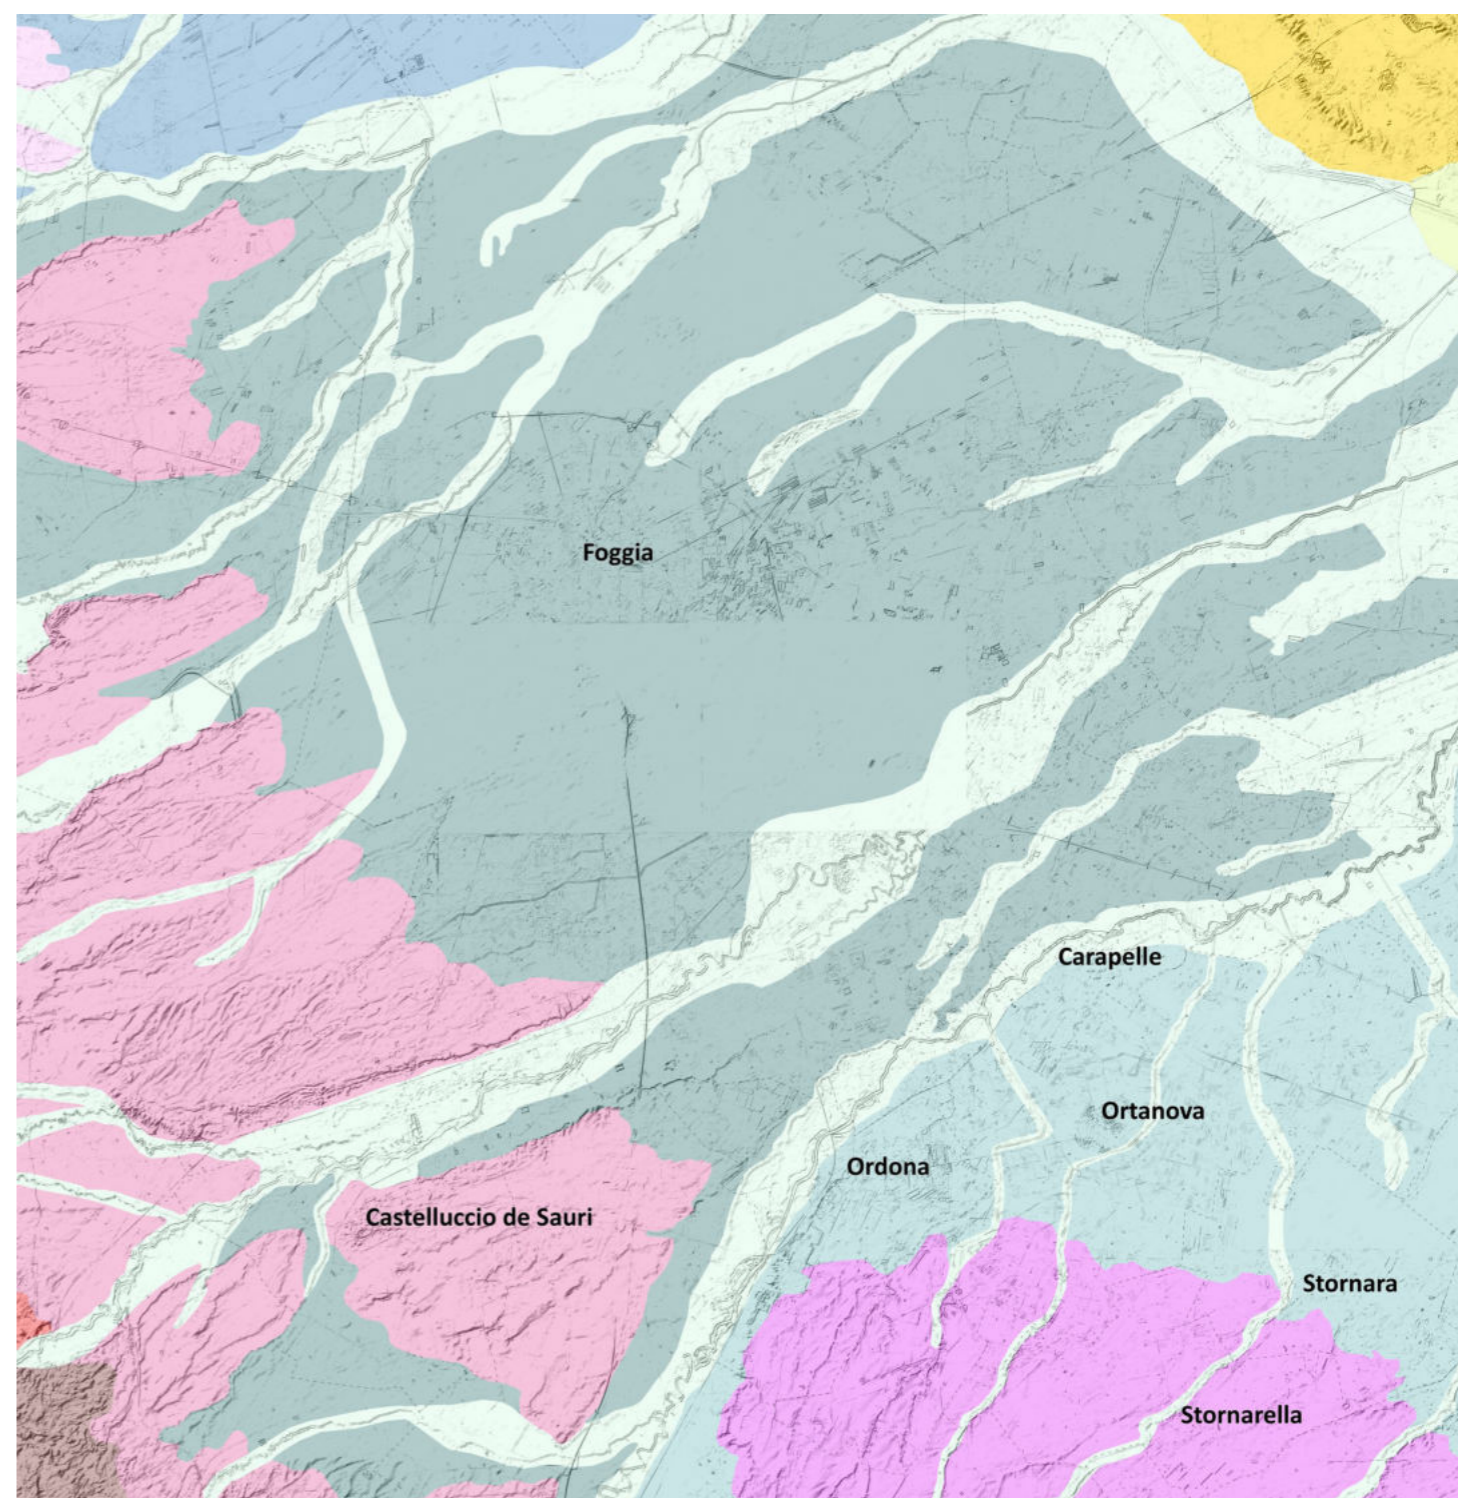 Foggia
Carapelle
Ortanova
Ordona
Castelluccio de Sauri
Stornara
Stornarella